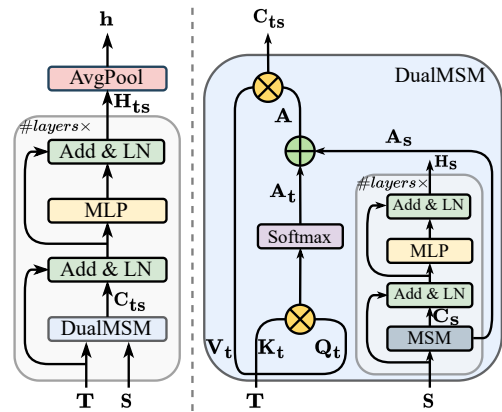 h
AvgPool
H_ts
#layers×
Add & LN
MLP
Add & LN
C_ts
DualMSM
T
S
C_ts
DualMSM
A
A_s
A_t
Softmax
V_t
K_t
Q_t
T
H_s
#layers×
Add & LN
MLP
Add & LN
C_s
MSM
S